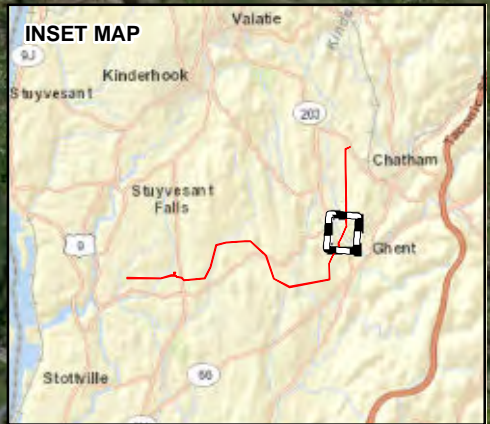 INSET MAP
Valatie
9J
Kinderhook
Stuyvesant
203
Chatham
Stuyvesant
Falls
9
Ghent
66
Stottville